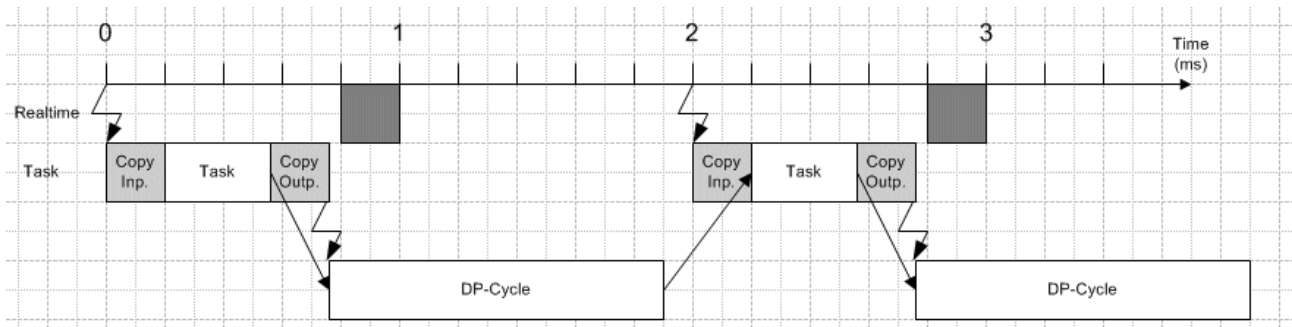 0 1 2 3
Time
(ms)
Realtime
Task
Copy
Inp.
Task
Copy
Outp.
Copy
Inp.
Task
Copy
Outp.
DP-Cycle
DP-Cycle